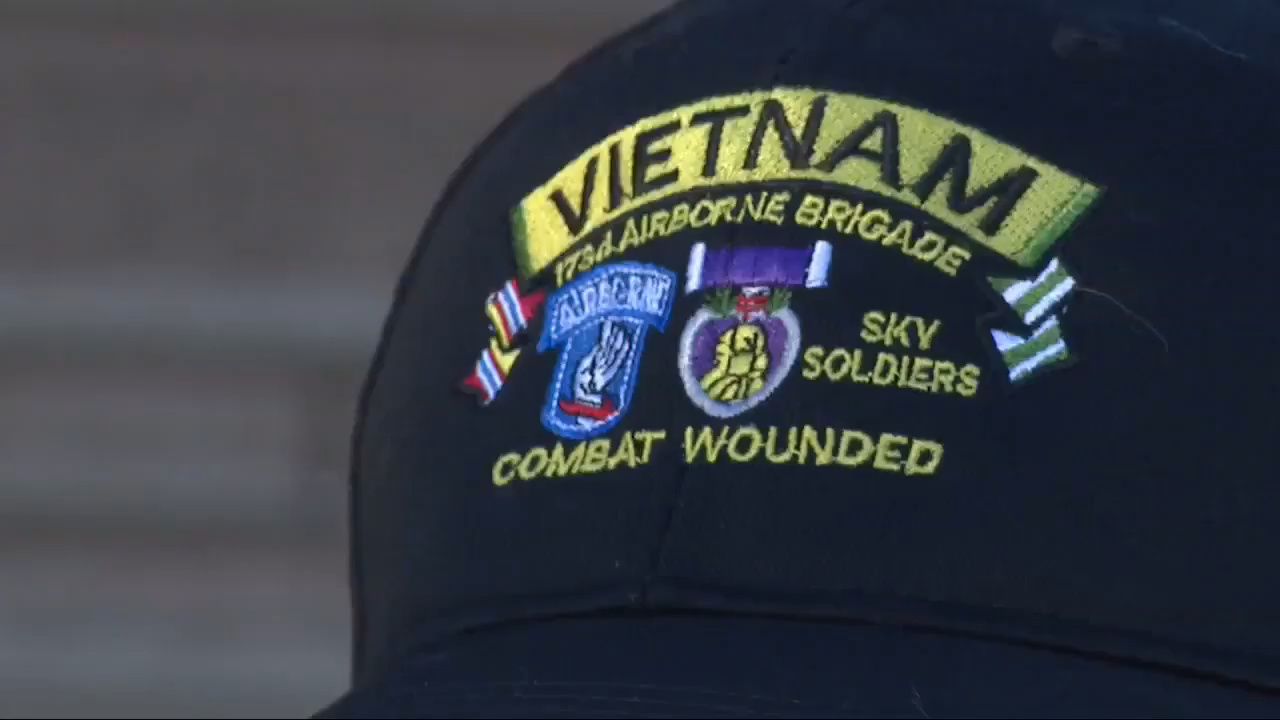 VIETNAM
173d AIRBORNE BRIGADE
AIRBORNE
SKY
SOLDIERS
COMBAT WOUNDED